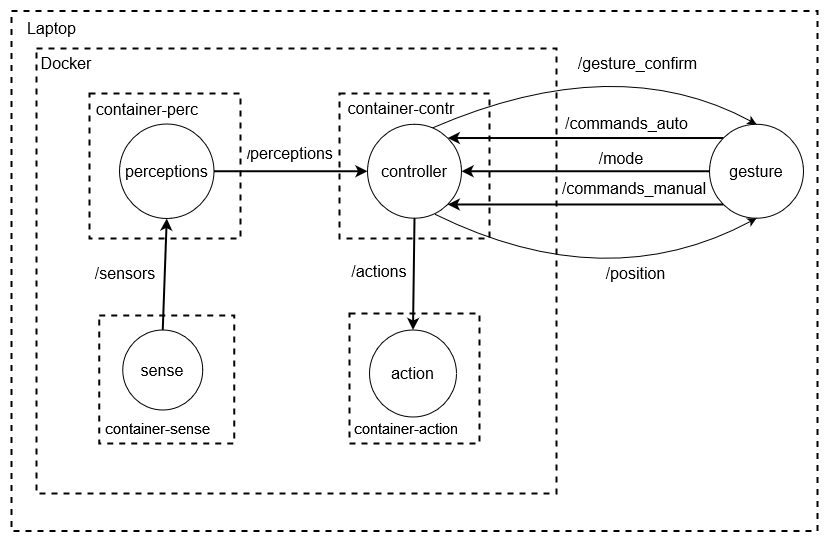 Laptop
Docker
container-perc
container-contr
/gesture_confirm
/commands_auto
/perceptions
/mode
perceptions
controller
gesture
/commands_manual
/sensors
/actions
/position
sense
action
container-sense
container-action